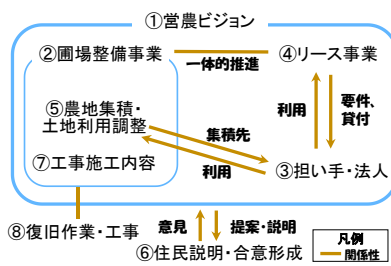 ①営農ビジョン
②圃場整備事業
④リース事業
一体的推進
⑤農地集積・
土地利用調整
利用
要件、
貸付
集積先
利用
⑦工事施工内容
③担い手・法人
⑧復旧作業・工事
意見
提案・説明
⑥住民説明・合意形成
凡例
関係性